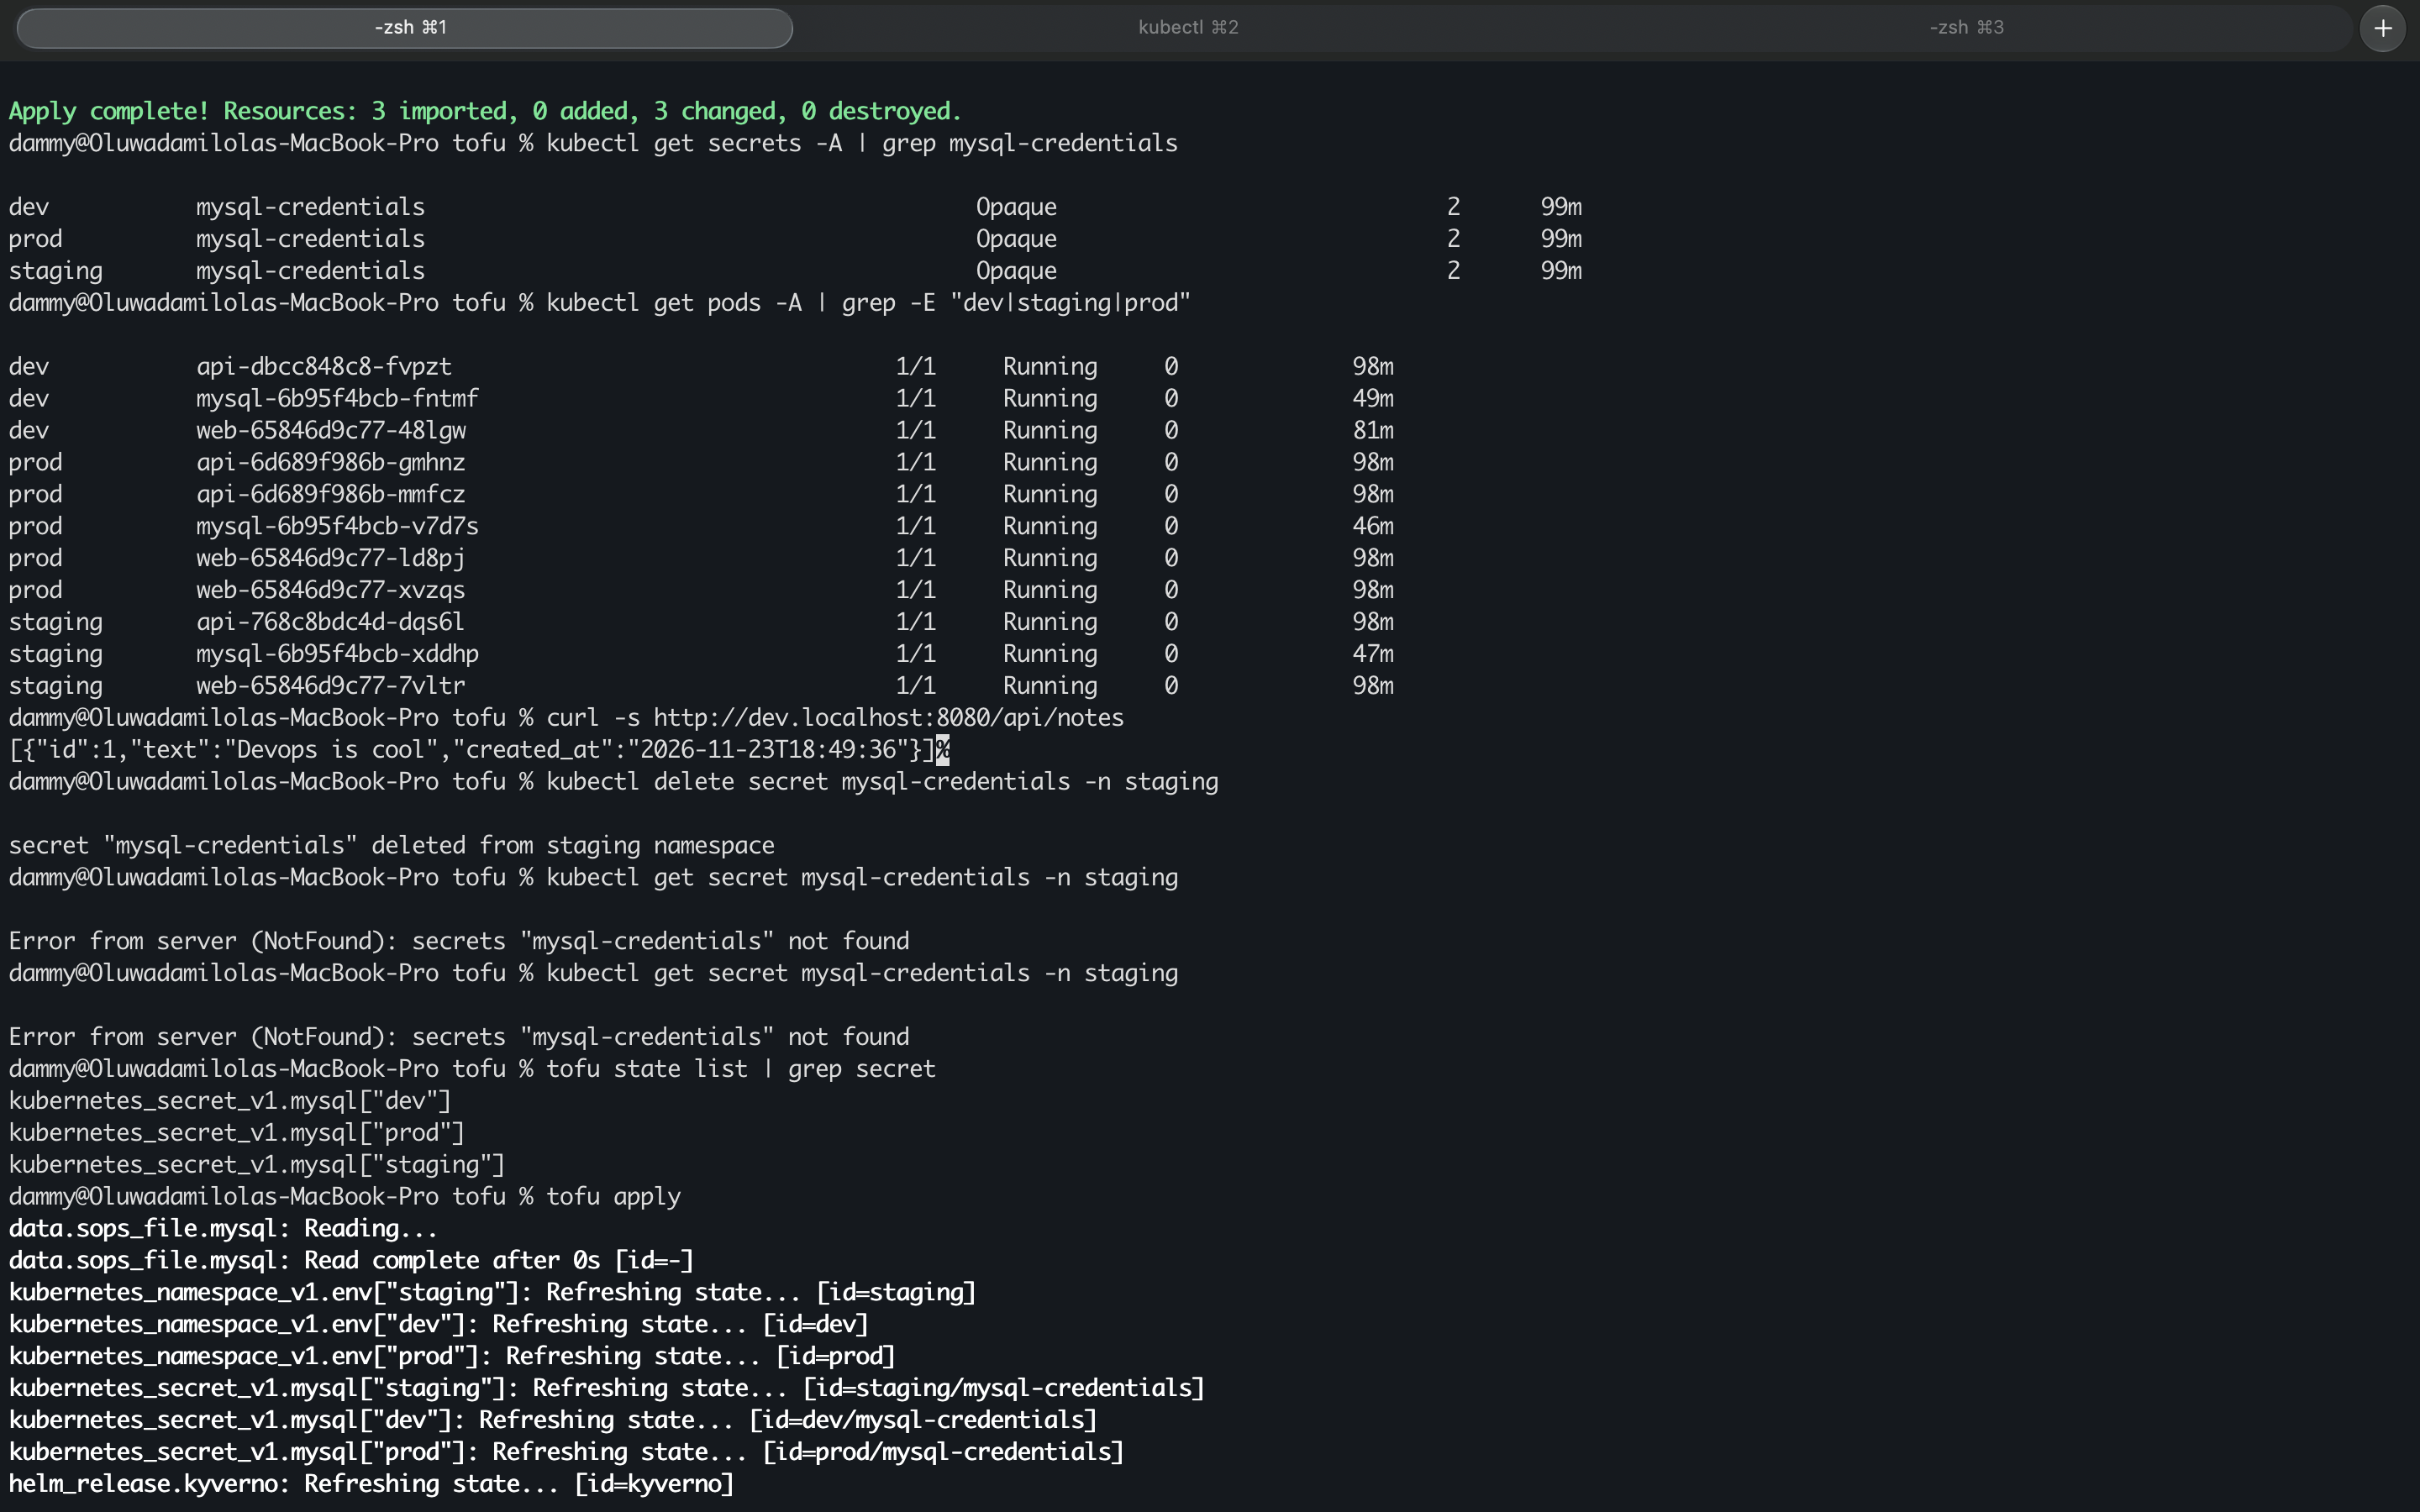 -zsh ⌘1
kubectl ⌘2
-zsh ⌘3
+
Apply complete! Resources: 3 imported, 0 added, 3 changed, 0 destroyed.
dammy@Oluwadamilolas-MacBook-Pro tofu % kubectl get secrets -A | grep mysql-credentials
dev mysql-credentials Opaque 2 99m
prod mysql-credentials Opaque 2 99m
staging mysql-credentials Opaque 2 99m
dammy@Oluwadamilolas-MacBook-Pro tofu % kubectl get pods -A | grep -E "dev|staging|prod"
dev api-dbcc848c8-fvpzt 1/1 Running 0 98m
dev mysql-6b95f4bcb-fntmf 1/1 Running 0 49m
dev web-65846d9c77-48lgw 1/1 Running 0 81m
prod api-6d689f986b-gmhnz 1/1 Running 0 98m
prod api-6d689f986b-mmfcz 1/1 Running 0 98m
prod mysql-6b95f4bcb-v7d7s 1/1 Running 0 46m
prod web-65846d9c77-ld8pj 1/1 Running 0 98m
prod web-65846d9c77-xvzqs 1/1 Running 0 98m
staging api-768c8bdc4d-dqs6l 1/1 Running 0 98m
staging mysql-6b95f4bcb-xddhp 1/1 Running 0 47m
staging web-65846d9c77-7vltr 1/1 Running 0 98m
dammy@Oluwadamilolas-MacBook-Pro tofu % curl -s http://dev.localhost:8080/api/notes
[{"id":1,"text":"Devops is cool","created_at":"2026-11-23T18:49:36"}]%
dammy@Oluwadamilolas-MacBook-Pro tofu % kubectl delete secret mysql-credentials -n staging
secret "mysql-credentials" deleted from staging namespace
dammy@Oluwadamilolas-MacBook-Pro tofu % kubectl get secret mysql-credentials -n staging
Error from server (NotFound): secrets "mysql-credentials" not found
dammy@Oluwadamilolas-MacBook-Pro tofu % kubectl get secret mysql-credentials -n staging
Error from server (NotFound): secrets "mysql-credentials" not found
dammy@Oluwadamilolas-MacBook-Pro tofu % tofu state list | grep secret
kubernetes_secret_v1.mysql["dev"]
kubernetes_secret_v1.mysql["prod"]
kubernetes_secret_v1.mysql["staging"]
dammy@Oluwadamilolas-MacBook-Pro tofu % tofu apply
data.sops_file.mysql: Reading...
data.sops_file.mysql: Read complete after 0s [id=-]
kubernetes_namespace_v1.env["staging"]: Refreshing state... [id=staging]
kubernetes_namespace_v1.env["dev"]: Refreshing state... [id=dev]
kubernetes_namespace_v1.env["prod"]: Refreshing state... [id=prod]
kubernetes_secret_v1.mysql["staging"]: Refreshing state... [id=staging/mysql-credentials]
kubernetes_secret_v1.mysql["dev"]: Refreshing state... [id=dev/mysql-credentials]
kubernetes_secret_v1.mysql["prod"]: Refreshing state... [id=prod/mysql-credentials]
helm_release.kyverno: Refreshing state... [id=kyverno]